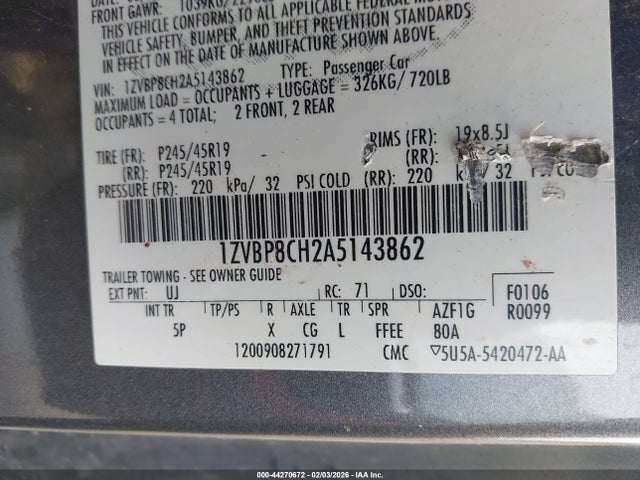 FRONT GAWR: 1039KG
THIS VEHICLE CONFORMS TO ALL APPLICABLE FEDERAL
VEHICLE SAFETY, BUMPER, AND THEFT PREVENTION STANDARDS
IN EFFECT ON THE DATE OF MANUFACTURE SHOWN ABOVE.
VIN: 1ZVBP8CH2A5143862 TYPE: Passenger Car
MAXIMUM LOAD = OCCUPANTS + LUGGAGE = 326KG/ 720LB
OCCUPANTS = 4 TOTAL; 2 FRONT, 2 REAR
RIMS (FR): 19x8.5J
TIRE (FR): P245/45R19
(RR): P245/45R19 (RR):
PRESSURE (FR): 220 kPa/ 32 PSI COLD (RR): 220 / 32
1ZVBP8CH2A5143862
TRAILER TOWING - SEE OWNER GUIDE
EXT PNT: UJ RC: 71 DSO: F0106
INT TR TP/PS R AXLE TR SPR AZF1G R0099
5P X CG L FFEE 80A
1200908271791 CMC ▽5U5A-5420472-AA
000-44270672 - 02/03/2026 - IAA Inc.